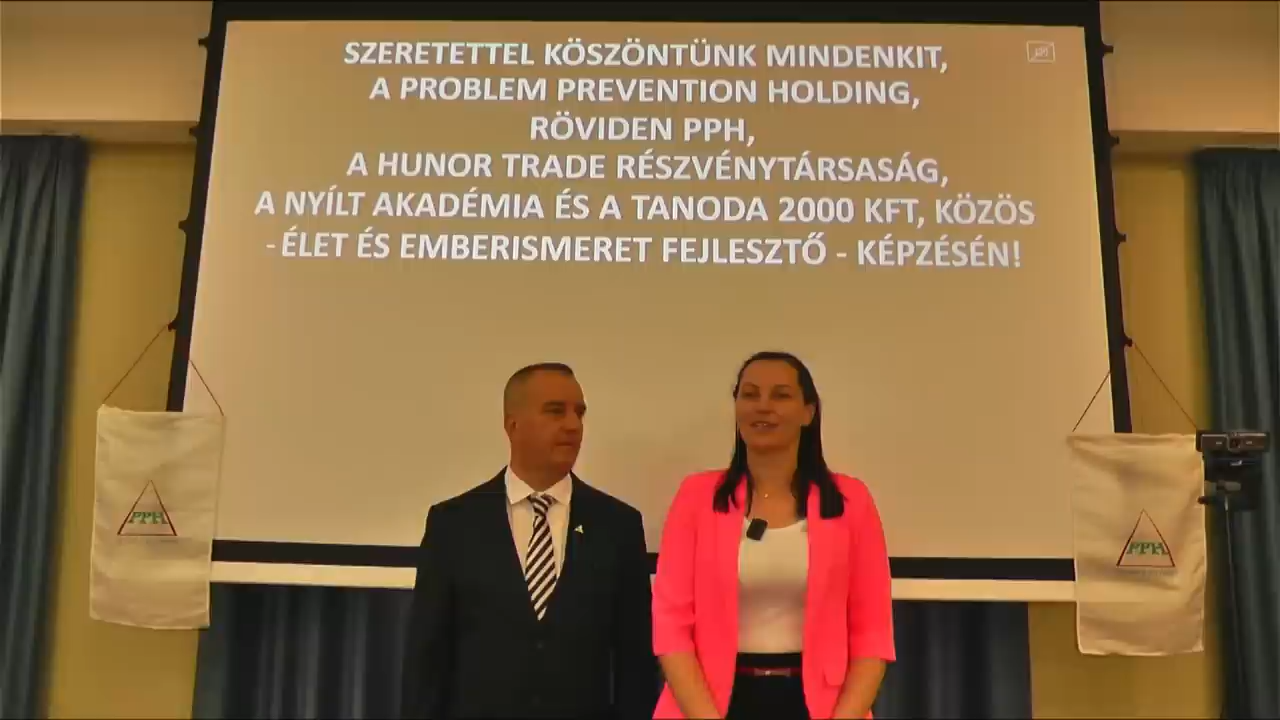 SZERETETTEL KÖSZÖNTÜNK MINDENKIT,
A PROBLEM PREVENTION HOLDING,
RÖVIDEN PPH,
A HUNOR TRADE RÉSZVÉNYTÁRSASÁG,
A NYÍLT AKADÉMIA ÉS A TANODA 2000 KFT, KÖZÖS
- ÉLET ÉS EMBERISMERET FEJLESZTŐ - KÉPZÉSÉN!
PPH
PPH